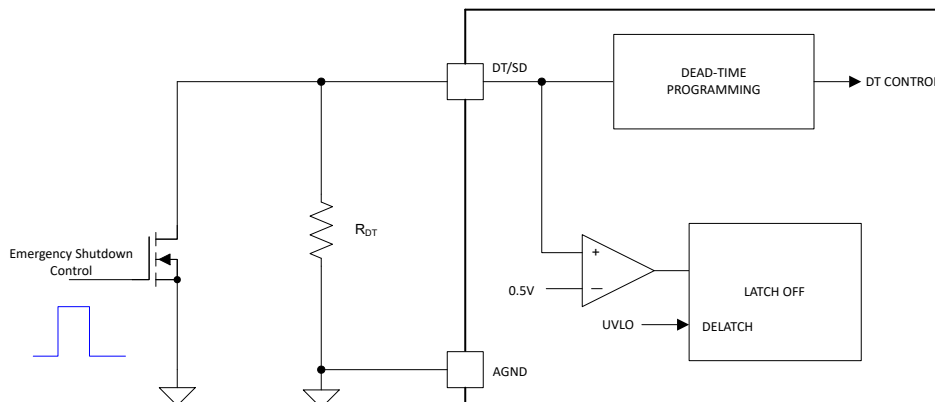 DT/SD
DEAD-TIME
PROGRAMMING
DT CONTROL
RDT
Emergency Shutdown
Control
+
0.5V
−
LATCH OFF
UVLO
DELATCH
AGND